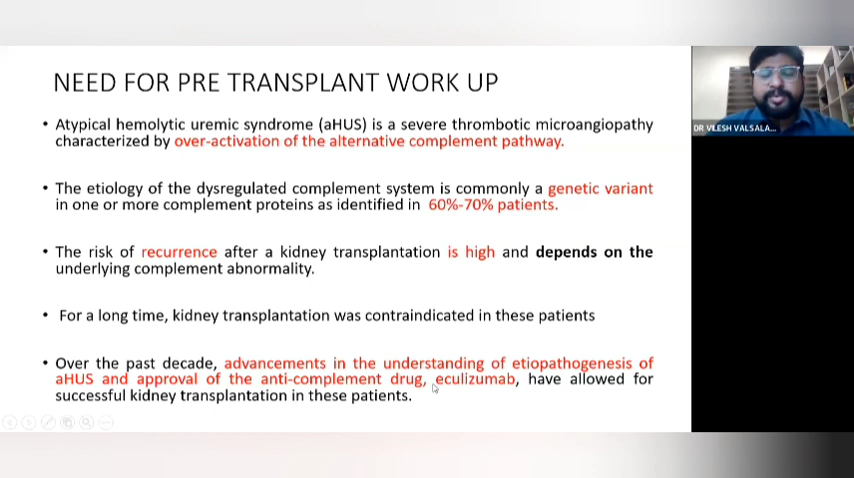 NEED FOR PRE TRANSPLANT WORK UP
• Atypical hemolytic uremic syndrome (aHUS) is a severe thrombotic microangiopathy
characterized by over-activation of the alternative complement pathway.
• The etiology of the dysregulated complement system is commonly a genetic variant
in one or more complement proteins as identified in 60%-70% patients.
• The risk of recurrence after a kidney transplantation is high and depends on the
underlying complement abnormality.
• For a long time, kidney transplantation was contraindicated in these patients
• Over the past decade, advancements in the understanding of etiopathogenesis of
aHUS and approval of the anti-complement drug, eculizumab, have allowed for
successful kidney transplantation in these patients.
DR VILESH VALSALA...